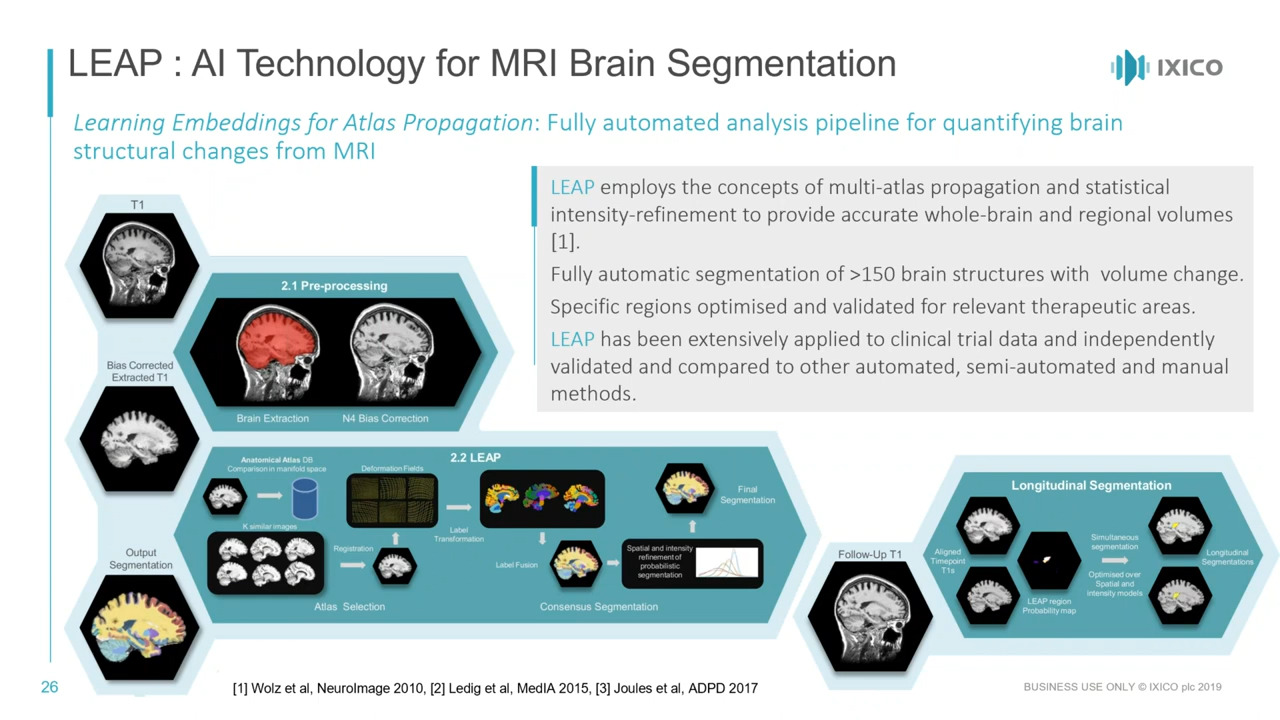 LEAP : AI Technology for MRI Brain Segmentation
IXICO
Learning Embeddings for Atlas Propagation: Fully automated analysis pipeline for quantifying brain
structural changes from MRI
LEAP employs the concepts of multi-atlas propagation and statistical
intensity-refinement to provide accurate whole-brain and regional volumes
[1].
Fully automatic segmentation of >150 brain structures with volume change.
Specific regions optimised and validated for relevant therapeutic areas.
LEAP has been extensively applied to clinical trial data and independently
validated and compared to other automated, semi-automated and manual
methods.
T1
2.1 Pre-processing
Brain Extraction
N4 Bias Correction
Bias Corrected
Extracted T1
2.2 LEAP
Anatomical Atlas DB
Comparison in manifold space
K similar images
Registration
Atlas Selection
Deformation Fields
Label
Transformation
Label Fusion
Consensus Segmentation
Spatial and intensity
refinement of
probabilistic
segmentation
Final
Segmentation
Output
Segmentation
Follow-Up T1
Longitudinal Segmentation
Aligned
Timepoint
T1s
LEAP region
Probability map
Simultaneous
segmentation
Optimised over
Spatial and
intensity models
Longitudinal
Segmentations
26
[1] Wolz et al, NeuroImage 2010, [2] Ledig et al, MedIA 2015, [3] Joules et al, ADPD 2017
BUSINESS USE ONLY © IXICO plc 2019